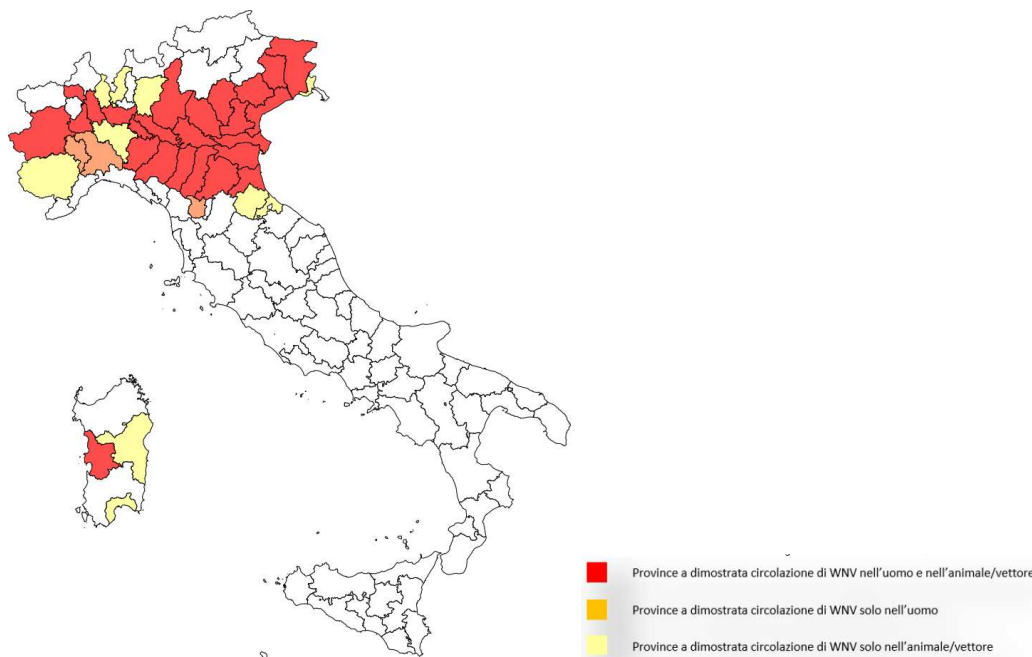 Province a dimostrata circolazione di WNV nell'uomo e nell'animale/vettore
Province a dimostrata circolazione di WNV solo nell'uomo
Province a dimostrata circolazione di WNV solo nell'animale/vettore